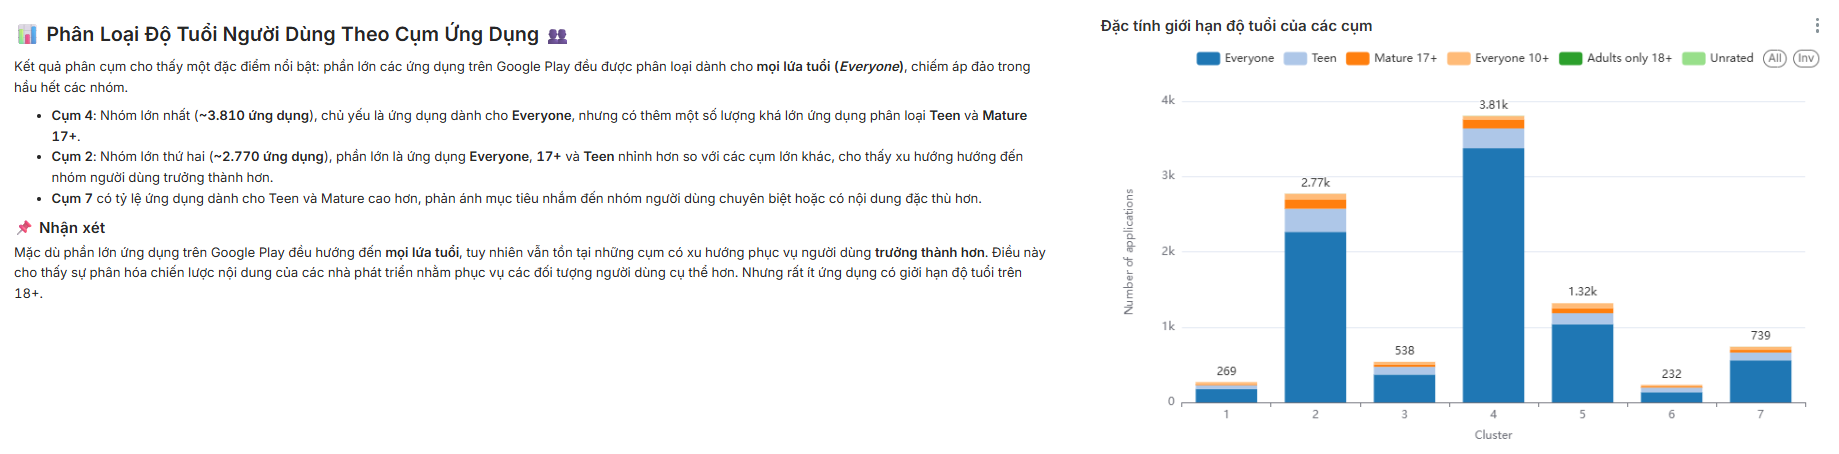 📊 Phân Loại Độ Tuổi Người Dùng Theo Cụm Ứng Dụng 👥
Kết quả phân cụm cho thấy một đặc điểm nổi bật: phần lớn các ứng dụng trên Google Play đều được phân loại dành cho mọi lứa tuổi (Everyone), chiếm áp đảo trong
hầu hết các nhóm.
• Cụm 4: Nhóm lớn nhất (~3.810 ứng dụng), chủ yếu là ứng dụng dành cho Everyone, nhưng có thêm một số lượng khá lớn ứng dụng phân loại Teen và Mature
17+.
• Cụm 2: Nhóm lớn thứ hai (~2.770 ứng dụng), phần lớn là ứng dụng Everyone, 17+ và Teen nhỉnh hơn so với các cụm lớn khác, cho thấy xu hướng hướng đến
nhóm người dùng trưởng thành hơn.
• Cụm 7 có tỷ lệ ứng dụng dành cho Teen và Mature cao hơn, phản ánh mục tiêu nhắm đến nhóm người dùng chuyên biệt hoặc có nội dung đặc thù hơn.
📌 Nhận xét
Mặc dù phần lớn ứng dụng trên Google Play đều hướng đến mọi lứa tuổi, tuy nhiên vẫn tồn tại những cụm có xu hướng phục vụ người dùng trưởng thành hơn. Điều này
cho thấy sự phân hóa chiến lược nội dung của các nhà phát triển nhằm phục vụ các đối tượng người dùng cụ thể hơn. Nhưng rất ít ứng dụng có giởi hạn độ tuổi trên
18+.
Đặc tính giới hạn độ tuổi của các cụm
Everyone Teen Mature 17+ Everyone 10+ Adults only 18+ Unrated All Inv
Number of applications
4k
3k
2k
1k
0
269
2.77k
538
3.81k
1.32k
232
739
1 2 3 4 5 6 7
Cluster